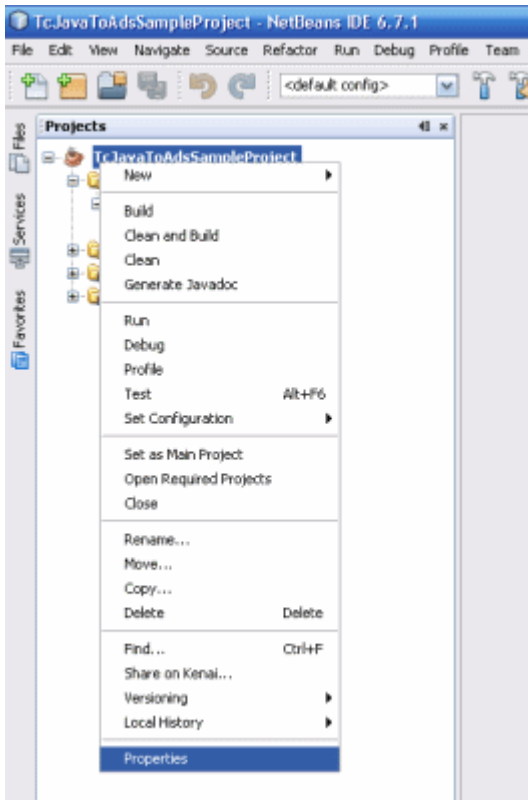 TcJavaToAdsSampleProject - NetBeans IDE 6.7.1
File Edit View Navigate Source Refactor Run Debug Profile Team
<default config>
Files
Services
Favorites
Projects
TcJavaToAdsSampleProject
New
Build
Clean and Build
Clean
Generate Javadoc
Run
Debug
Profile
Test Alt+F6
Set Configuration
Set as Main Project
Open Required Projects
Close
Rename...
Move...
Copy...
Delete Delete
Find... Ctrl+F
Share on Kenai...
Versioning
Local History
Properties